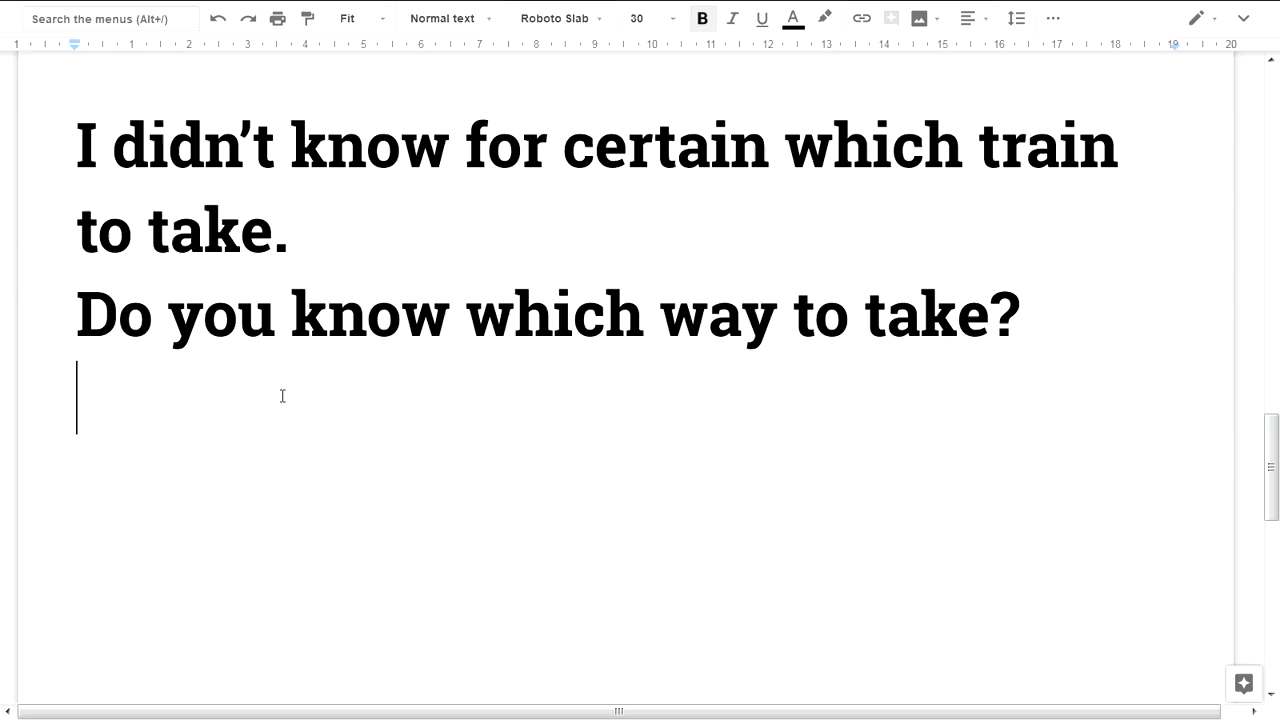 Search the menus (Alt+/) Fit Normal text Roboto Slab 30 B I U A
1 1 2 3 4 5 6 7 8 9 10 11 12 13 14 15 16 17 18 19 20
I didn’t know for certain which train
to take.
Do you know which way to take?